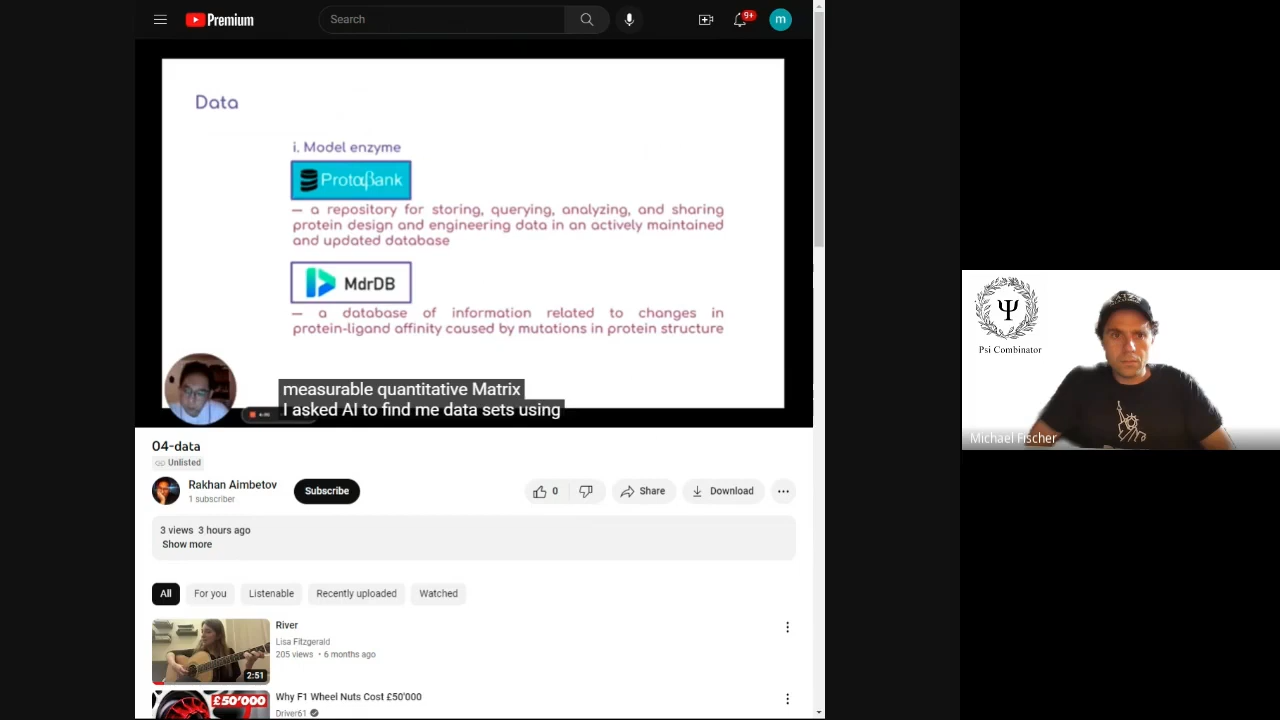 Premium
Search
9+
m
Data
i. Model enzyme
ProtaβBank
— a repository for storing, querying, analyzing, and sharing
protein design and engineering data in an actively maintained
and updated database
MdrDB
— a database of information related to changes in
protein-ligand affinity caused by mutations in protein structure
measurable quantitative Matrix
I asked AI to find me data sets using
04-data
Unlisted
Rakhan Aimbetov
1 subscriber
Subscribe
0
Share
Download
3 views 3 hours ago
Show more
All
For you
Listenable
Recently uploaded
Watched
River
Lisa Fitzgerald
205 views • 6 months ago
2:51
Why F1 Wheel Nuts Cost £50'000
Driver61
£50'000
Ψ
Psi Combinator
Michael Fischer